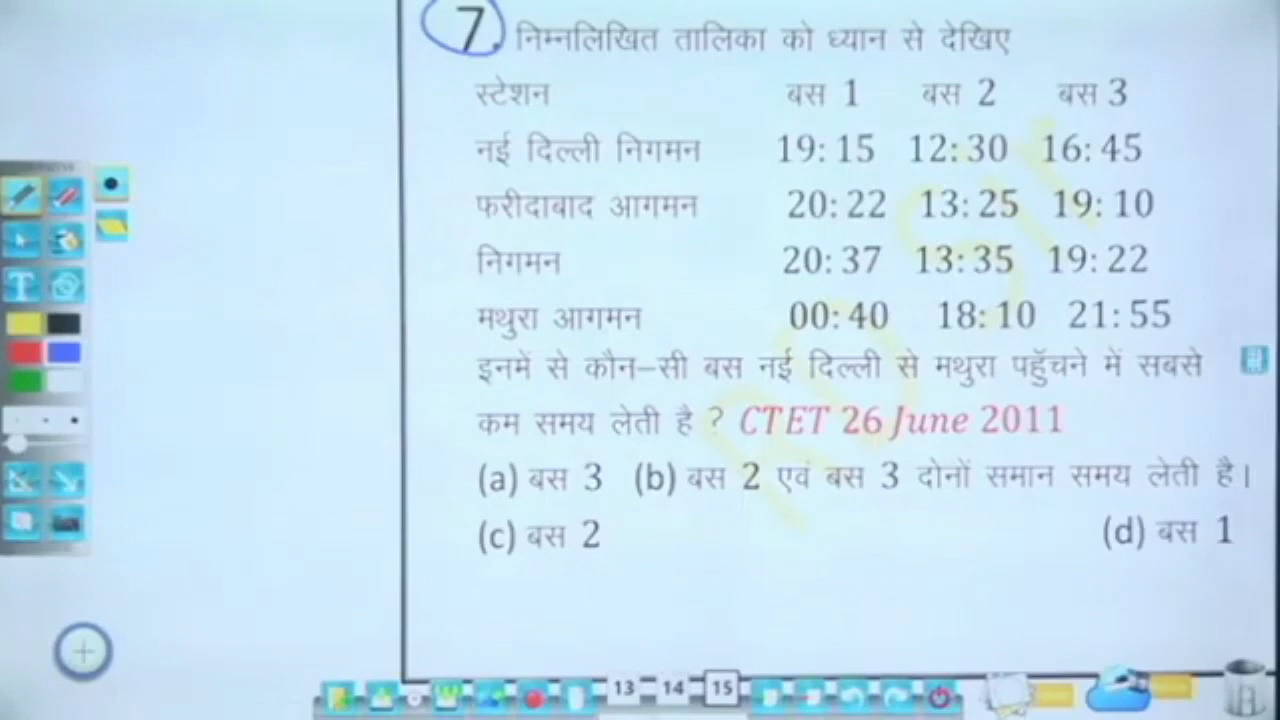 7. निम्नलिखित तालिका को ध्यान से देखिए
स्टेशन बस 1 बस 2 बस 3
नई दिल्ली निगमन 19:15 12:30 16:45
फरीदाबाद आगमन 20:22 13:25 19:10
निगमन 20:37 13:35 19:22
मथुरा आगमन 00:40 18:10 21:55
इनमें से कौन-सी बस नई दिल्ली से मथुरा पहुँचने में सबसे
कम समय लेती है ? CTET 26 June 2011
(a) बस 3 (b) बस 2 एवं बस 3 दोनों समान समय लेती है।
(c) बस 2 (d) बस 1
13 14 15